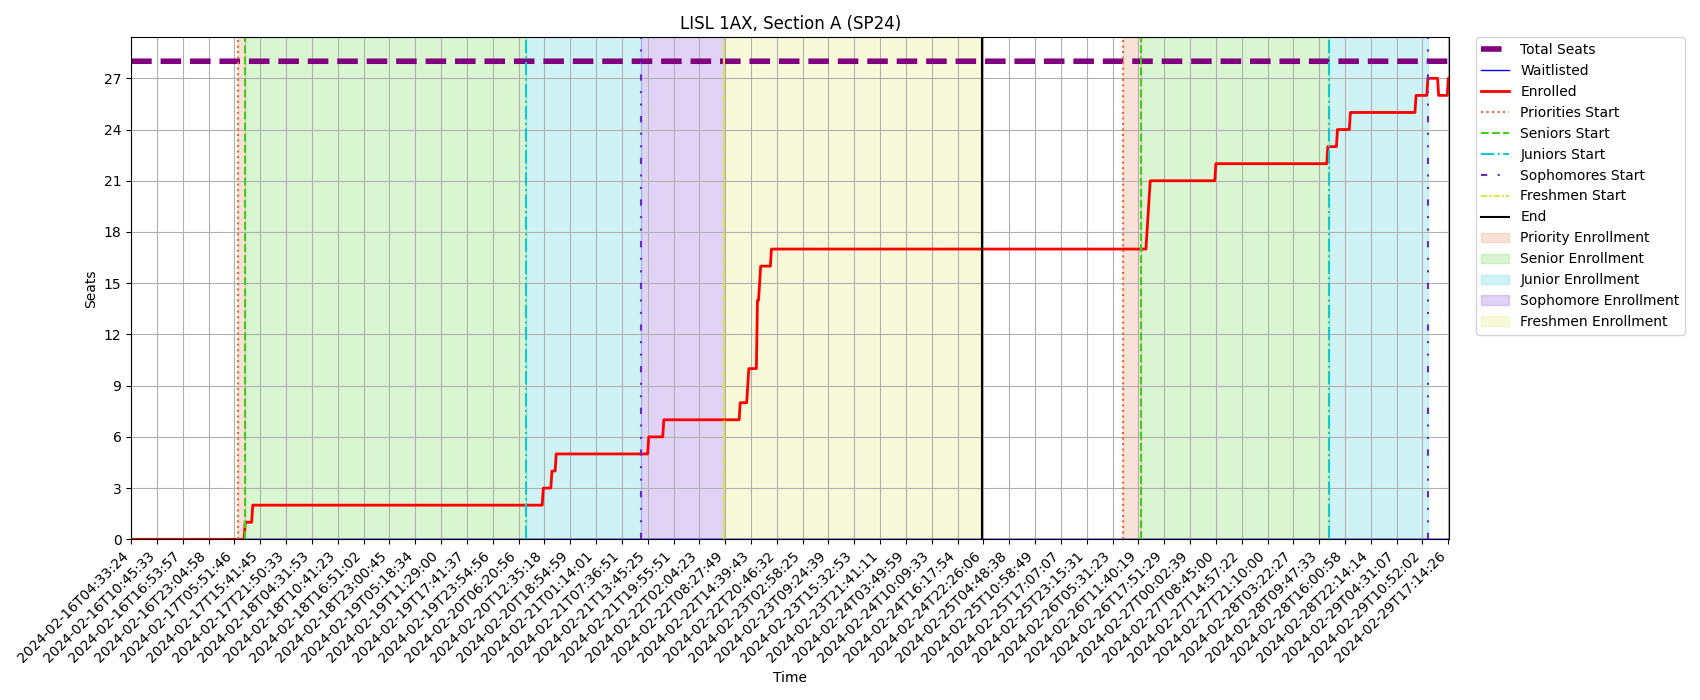 LISL 1AX, Section A (SP24)
Total Seats
Waitlisted
Enrolled
Priorities Start
Seniors Start
Juniors Start
Sophomores Start
Freshmen Start
End
Priority Enrollment
Senior Enrollment
Junior Enrollment
Sophomore Enrollment
Freshmen Enrollment
Seats
27
24
21
18
15
12
9
6
3
0
2024-02-16T04:33:24
2024-02-16T10:45:33
2024-02-16T16:53:57
2024-02-16T23:04:58
2024-02-17T05:51:46
2024-02-17T15:41:45
2024-02-17T21:50:33
2024-02-18T04:31:53
2024-02-18T10:41:23
2024-02-18T16:51:02
2024-02-18T23:00:45
2024-02-19T05:18:34
2024-02-19T11:29:00
2024-02-19T17:41:37
2024-02-19T23:54:56
2024-02-20T06:20:56
2024-02-20T12:35:18
2024-02-20T18:54:59
2024-02-21T01:14:01
2024-02-21T07:36:51
2024-02-21T13:45:25
2024-02-21T19:55:51
2024-02-22T02:04:23
2024-02-22T08:27:49
2024-02-22T14:39:43
2024-02-22T20:46:32
2024-02-23T02:58:25
2024-02-23T09:24:39
2024-02-23T15:32:53
2024-02-23T21:41:11
2024-02-24T03:49:59
2024-02-24T10:09:33
2024-02-24T16:17:54
2024-02-24T22:26:06
2024-02-25T04:48:38
2024-02-25T10:58:49
2024-02-25T17:07:07
2024-02-25T23:15:31
2024-02-26T05:31:23
2024-02-26T11:40:19
2024-02-26T17:51:29
2024-02-27T00:02:39
2024-02-27T08:45:00
2024-02-27T14:57:22
2024-02-27T21:10:00
2024-02-28T03:22:27
2024-02-28T09:47:33
2024-02-28T16:00:58
2024-02-28T22:14:14
2024-02-29T04:31:07
2024-02-29T10:52:02
2024-02-29T17:14:26
Time